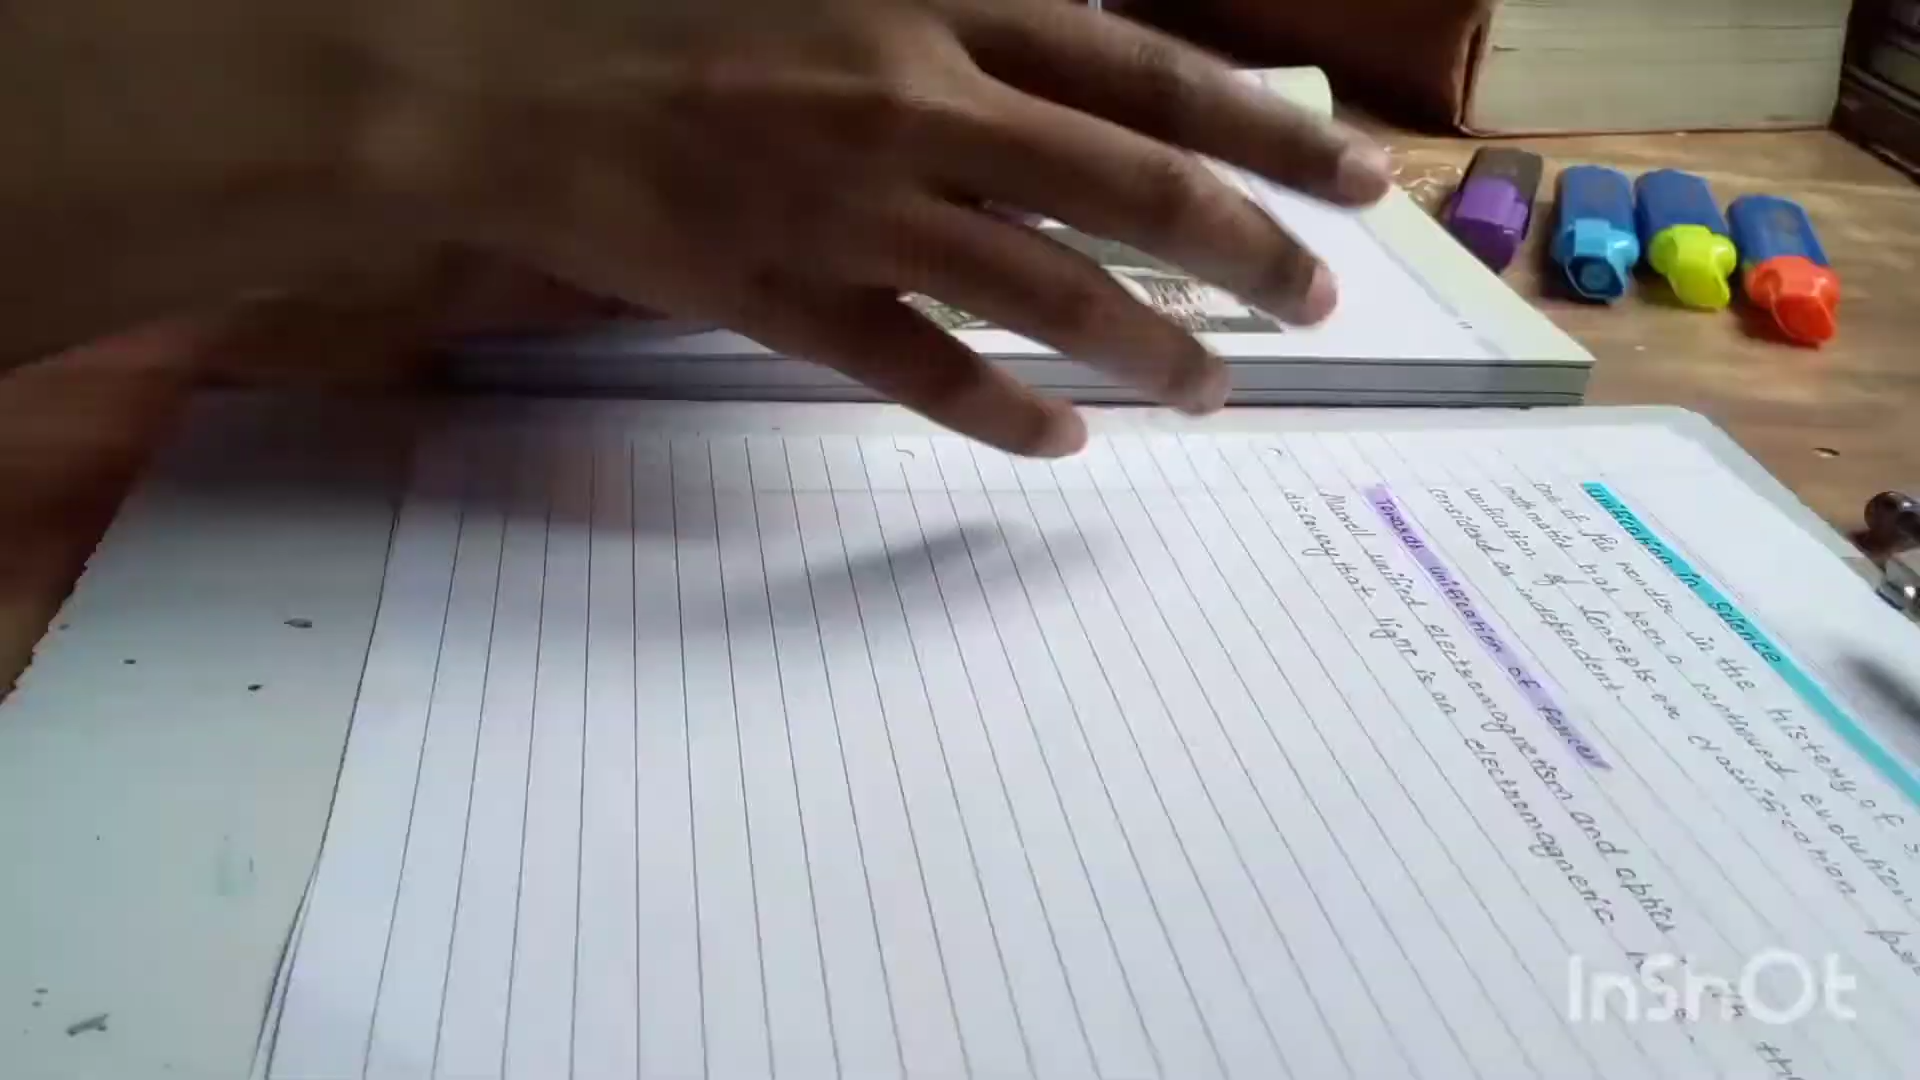 Unification in Science
One of the wonder in the history of
mathmatics has been a continued evolution
unification of concepts or classification
considered as independent.
Towards unification of forces
Maxwell unified electromagnetism and optics
discovery that light is an electromagnetic
InShOt